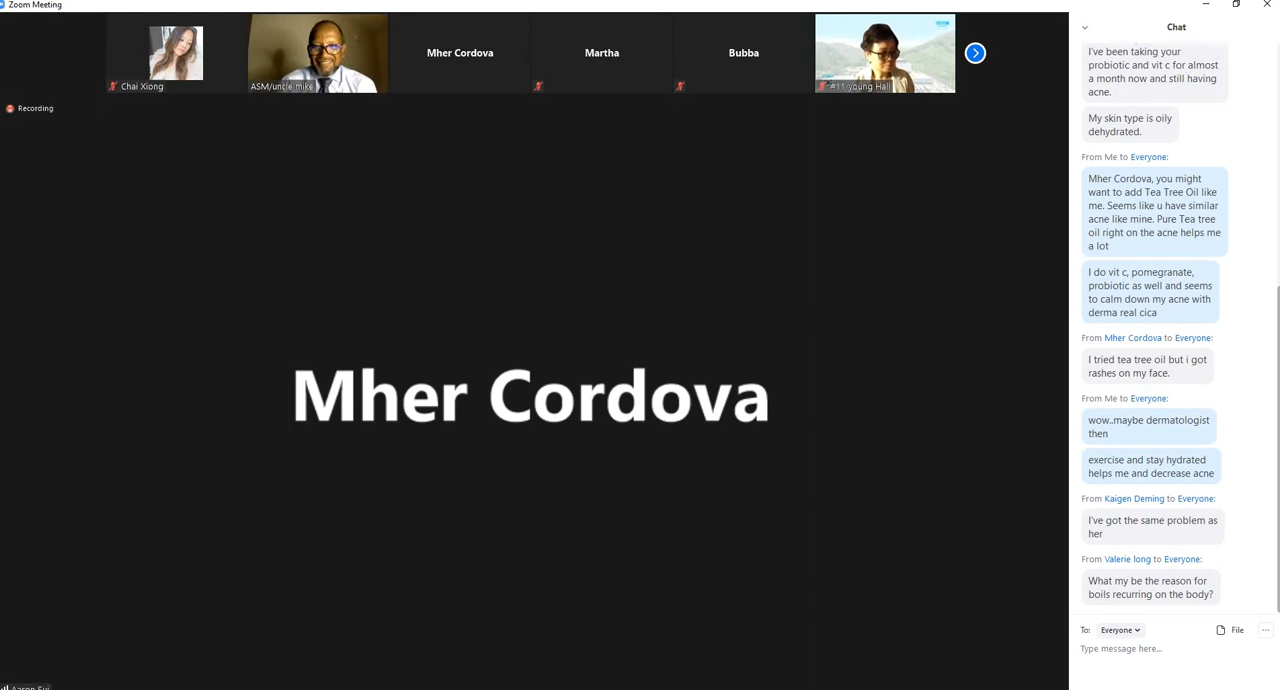 Zoom Meeting
Chai Xiong
ASM/uncle mike
Mher Cordova
Martha
Bubba
#11/young Hall
Recording
Mher Cordova
Aaron Sui
Chat
I've been taking your
probiotic and vit c for almost
a month now and still having
acne.
My skin type is oily
dehydrated.
From Me to Everyone:
Mher Cordova, you might
want to add Tea Tree Oil like
me. Seems like u have similar
acne like mine. Pure Tea tree
oil right on the acne helps me
a lot
I do vit c, pomegranate,
probiotic as well and seems
to calm down my acne with
derma real cica
From Mher Cordova to Everyone:
I tried tea tree oil but i got
rashes on my face.
From Me to Everyone:
wow..maybe dermatologist
then
exercise and stay hydrated
helps me and decrease acne
From Kaigen Deming to Everyone:
I've got the same problem as
her
From Valerie long to Everyone:
What my be the reason for
boils recurring on the body?
To: Everyone
File
Type message here...